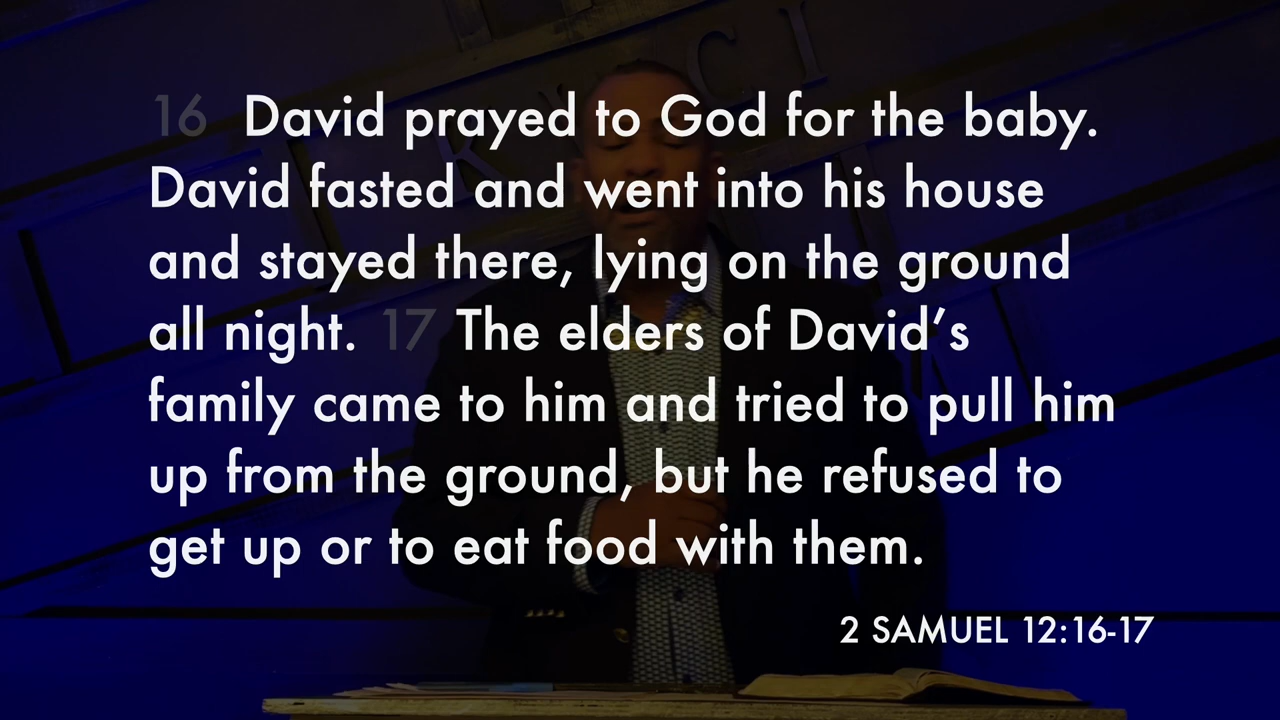 16 David prayed to God for the baby.
David fasted and went into his house
and stayed there, lying on the ground
all night. 17 The elders of David’s
family came to him and tried to pull him
up from the ground, but he refused to
get up or to eat food with them.
2 SAMUEL 12:16-17